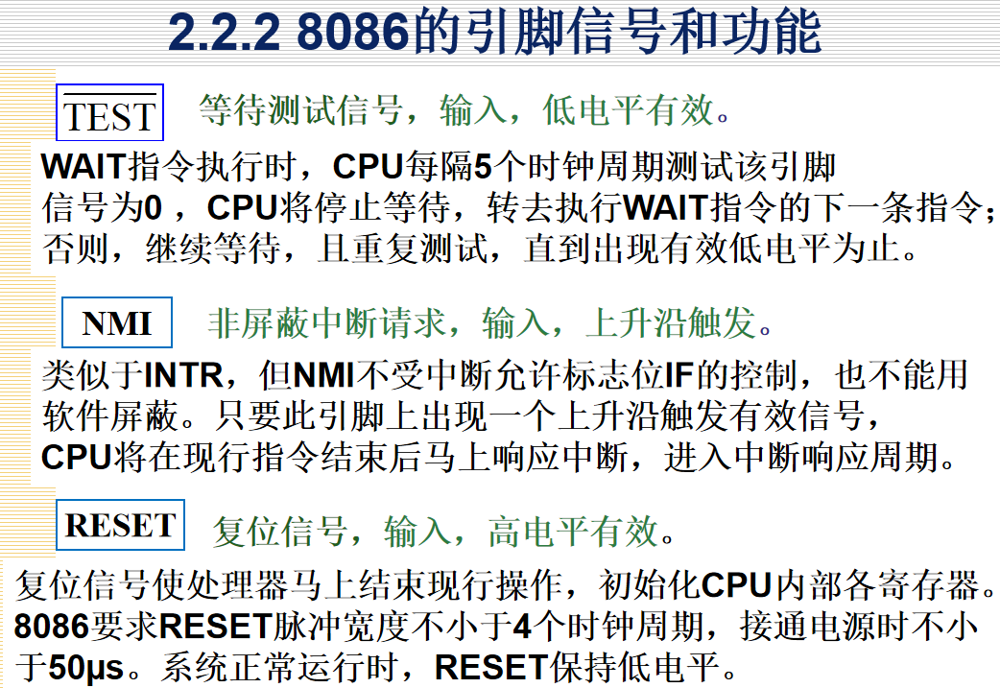 2.2.2 8086的引脚信号和功能
TEST 等待测试信号，输入，低电平有效。
WAIT指令执行时，CPU每隔5个时钟周期测试该引脚
信号为0 ，CPU将停止等待，转去执行WAIT指令的下一条指令；
否则，继续等待，且重复测试，直到出现有效低电平为止。
NMI 非屏蔽中断请求，输入，上升沿触发。
类似于INTR，但NMI不受中断允许标志位IF的控制，也不能用
软件屏蔽。只要此引脚上出现一个上升沿触发有效信号，
CPU将在现行指令结束后马上响应中断，进入中断响应周期。
RESET 复位信号，输入，高电平有效。
复位信号使处理器马上结束现行操作，初始化CPU内部各寄存器。
8086要求RESET脉冲宽度不小于4个时钟周期，接通电源时不小
于50μs。系统正常运行时，RESET保持低电平。